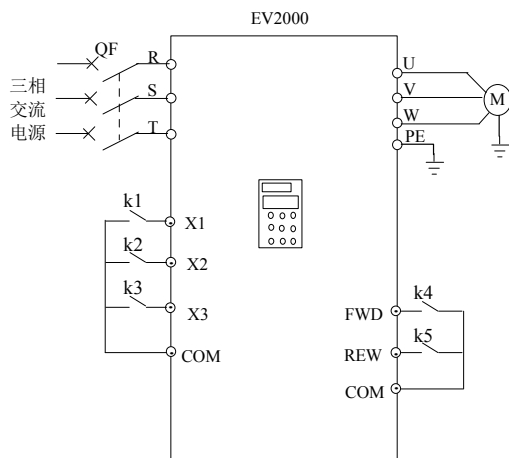 EV2000
QF
R
三相
S
交流
电源
T
U
V
M
W
PE
k1
X1
k2
X2
k3
X3
COM
k4
FWD
k5
REW
COM